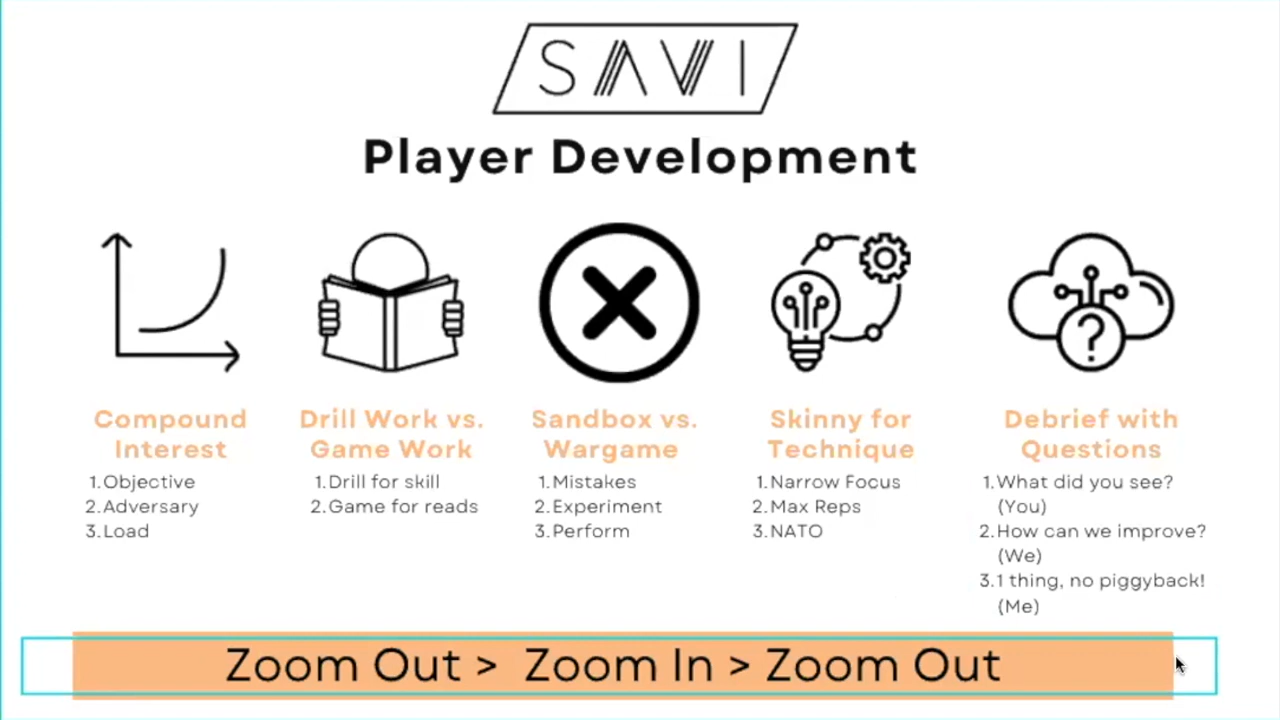 SAVI
Player Development
Compound
Interest
1.Objective
2.Adversary
3.Load
Drill Work vs.
Game Work
1.Drill for skill
2.Game for reads
Sandbox vs.
Wargame
1.Mistakes
2.Experiment
3.Perform
Skinny for
Technique
1.Narrow Focus
2.Max Reps
3.NATO
?
Debrief with
Questions
1.What did you see?
(You)
2.How can we improve?
(We)
3.1 thing, no piggyback!
(Me)
Zoom Out > Zoom In > Zoom Out